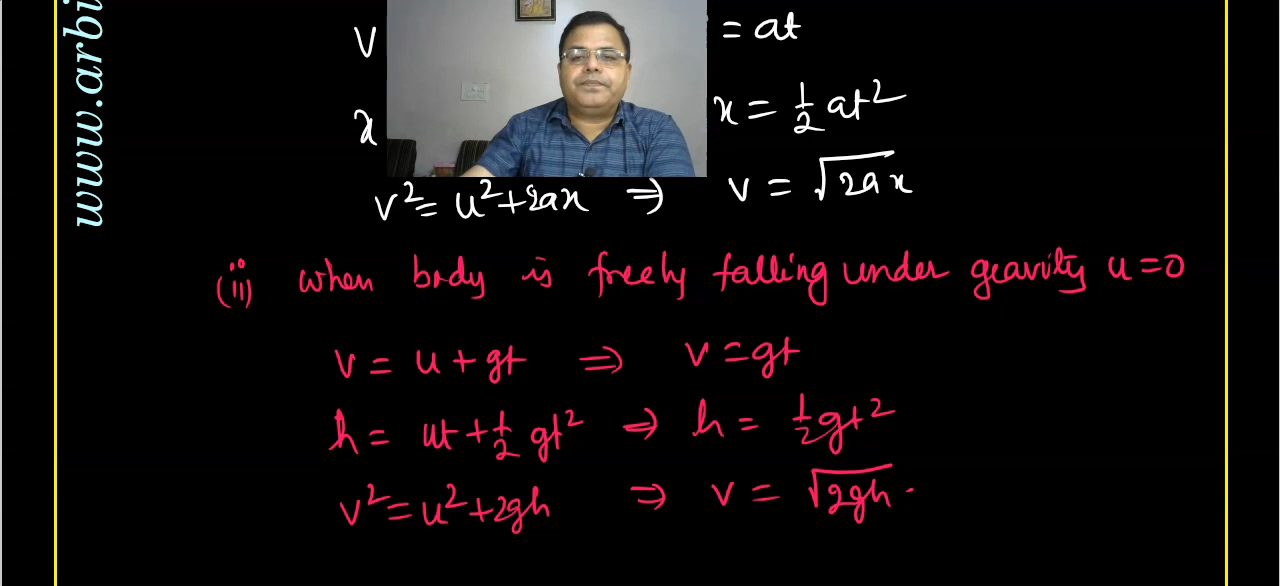 www.arbi
V = at
x x = 1/2 at²
v² = u² + 2ax ⇒ v = √2ax
(ii) when body is freely falling under gravity u = 0
v = u + gt ⇒ v = gt
h = ut + 1/2 gt² ⇒ h = 1/2 gt²
v² = u² + 2gh ⇒ v = √2gh .